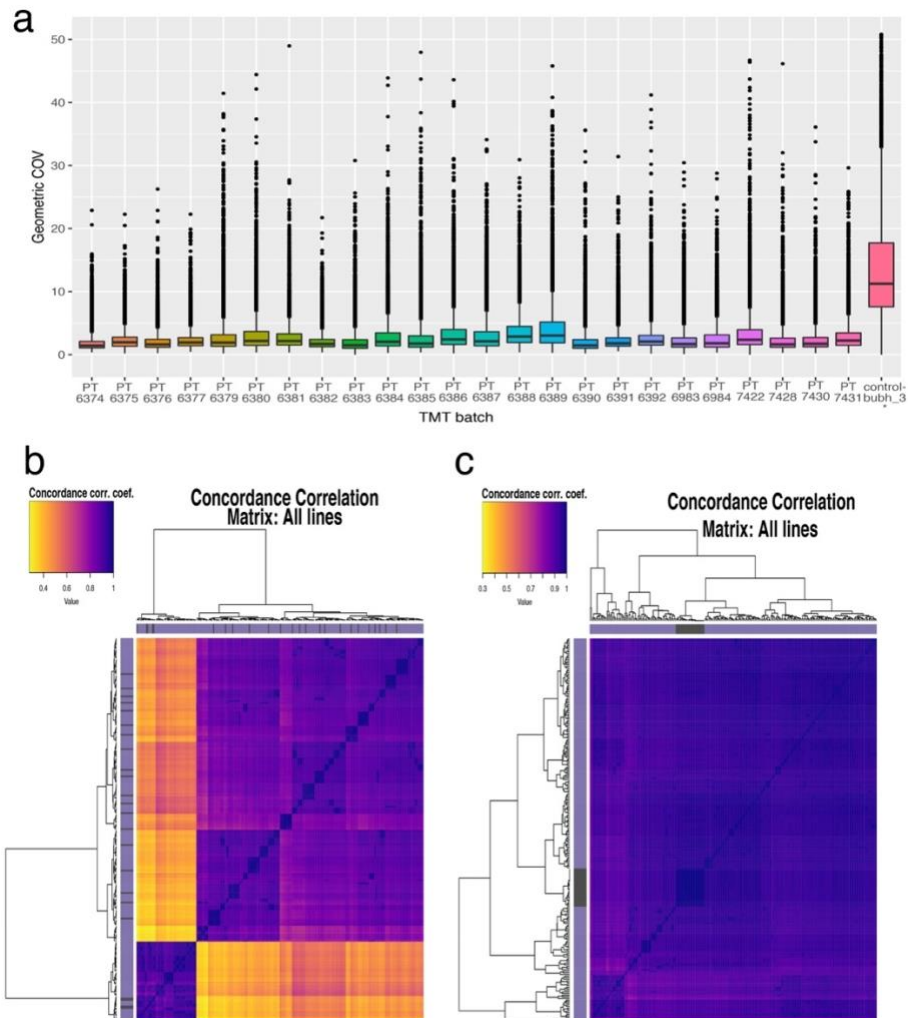 a
50
40
30
20
10
0
Geometric COV
PT PT PT PT PT PT PT PT PT PT PT PT PT PT PT PT PT PT PT PT PT PT PT PT control-
6374 6375 6376 6377 6379 6380 6381 6382 6383 6384 6385 6386 6387 6388 6389 6390 6391 6392 6983 6984 7422 7428 7430 7431 bubh_3
TMT batch
b
Concordance corr. coef.
0.4 0.6 0.8 1
Value
Concordance Correlation
Matrix: All lines
c
Concordance corr. coef.
0.3 0.5 0.7 0.9 1
Value
Concordance Correlation
Matrix: All lines